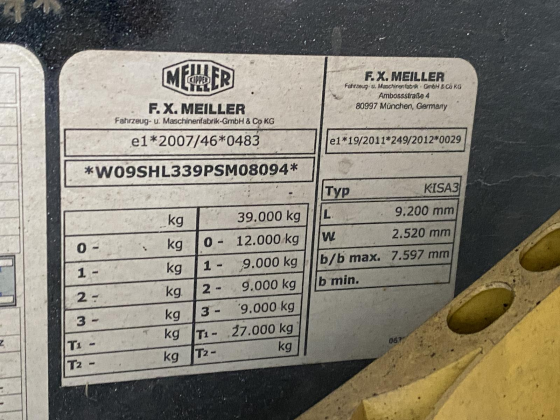 MEILLER
KIPPER
F.X. MEILLER
Fahrzeug- u. Maschinenfabrik-GmbH & Co KG
e1*2007/46*0483
*W09SHL339PSM08094*
kg 39.000 kg
0 - kg 0 - 12.000 kg
1 - kg 1 - 9.000 kg
2 - kg 2 - 9.000 kg
3 - kg 3 - 9.000 kg
T1 - kg T1 - 27.000 kg
T2 - kg T2 - kg
F.X. MEILLER
Fahrzeug- u. Maschinenfabrik - GmbH & Co KG
Ambossstraße 4
80997 München, Germany
e1*19/2011*249/2012*0029
Typ KISA3
L 9.200 mm
W 2.520 mm
b/b max. 7.597 mm
b min.